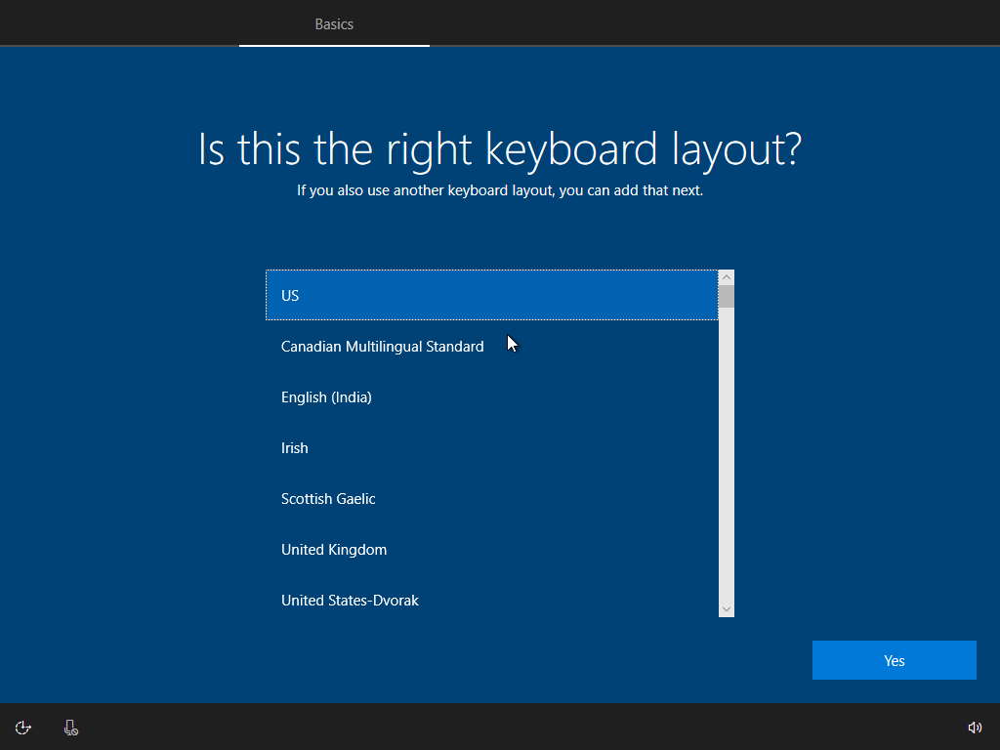 Basics
Is this the right keyboard layout?
If you also use another keyboard layout, you can add that next.
US
Canadian Multilingual Standard
English (India)
Irish
Scottish Gaelic
United Kingdom
United States-Dvorak
Yes